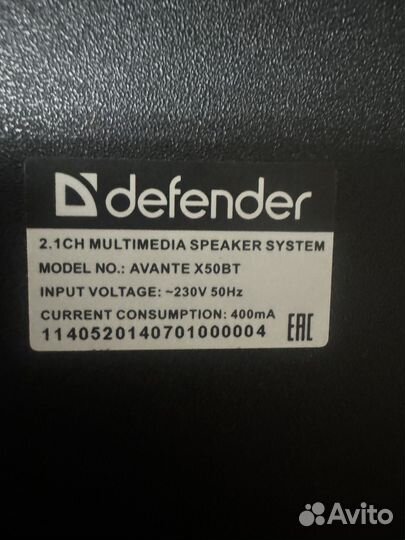 defender
2.1CH MULTIMEDIA SPEAKER SYSTEM
MODEL NO.: AVANTE X50BT
INPUT VOLTAGE: ~230V 50Hz
CURRENT CONSUMPTION: 400mA
1140520140701000004
EAC
Avito